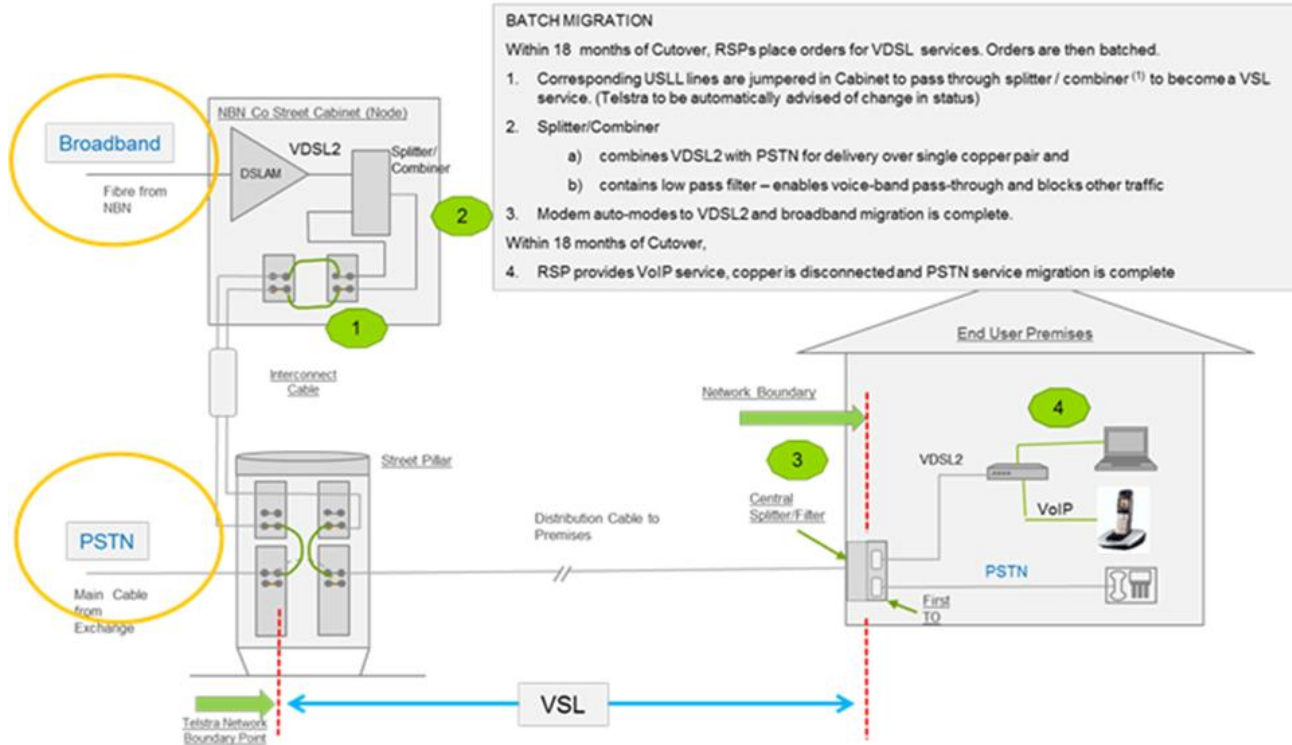 BATCH MIGRATION
Within 18 months of Cutover, RSPs place orders for VDSL services. Orders are then batched.
1. Corresponding USLL lines are jumpered in Cabinet to pass through splitter / combiner (1) to become a VSL
service. (Telstra to be automatically advised of change in status)
2. Splitter/Combiner
a) combines VDSL2 with PSTN for delivery over single copper pair and
b) contains low pass filter – enables voice-band pass-through and blocks other traffic
3. Modem auto-modes to VDSL2 and broadband migration is complete.
Within 18 months of Cutover,
4. RSP provides VoIP service, copper is disconnected and PSTN service migration is complete
NBN Co Street Cabinet (Node)
Broadband
Fibre from
NBN
DSLAM
VDSL2
Splitter/
Combiner
2
1
Interconnect
Cable
End User Premises
Network Boundary
3
4
VDSL2
VoIP
Central
Splitter/Filter
Street Pillar
PSTN
Main Cable
from
Exchange
Distribution Cable to
Premises
//
PSTN
First
TO
VSL
Telstra Network
Boundary Point